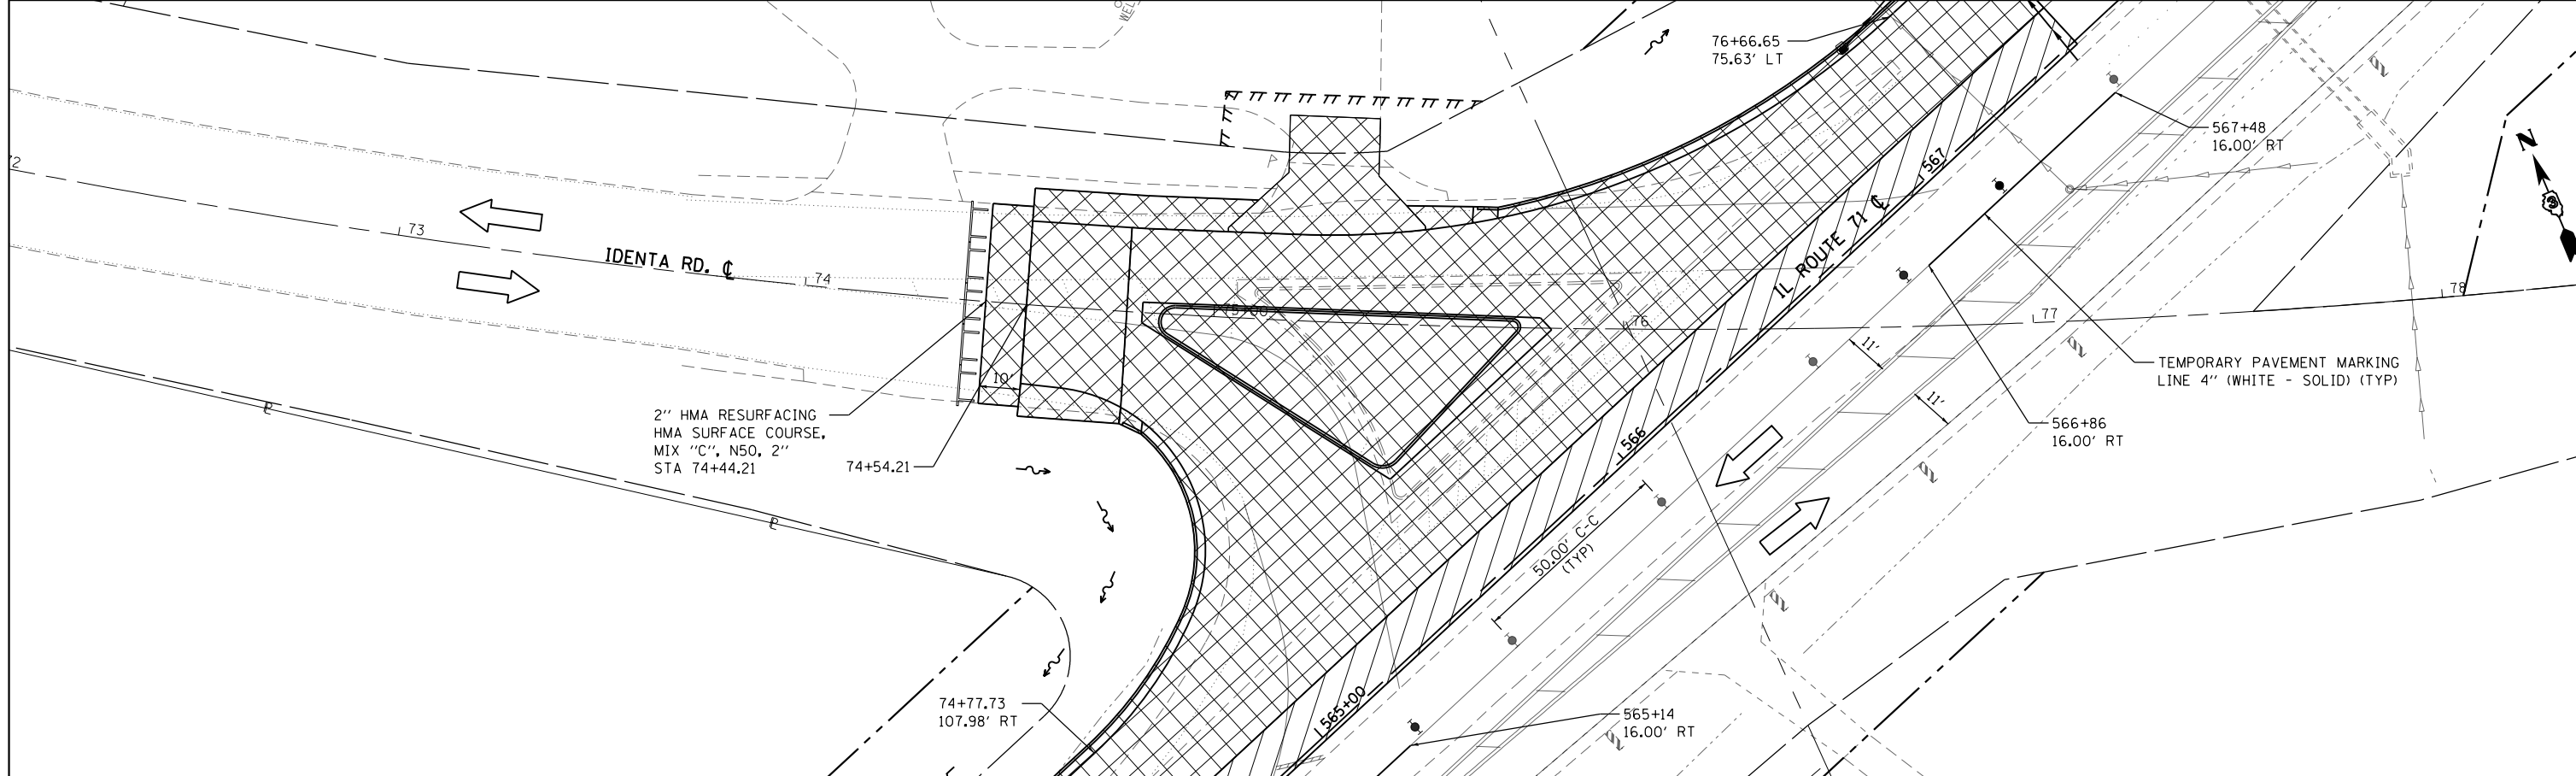 WEL
76+66.65
75.63' LT
567+48
16.00' RT
N
3
72
73
IDENTA RD. ℄
74
75+00
76
77
78
567
IL ROUTE 71 ℄
11'
11'
TEMPORARY PAVEMENT MARKING
LINE 4" (WHITE - SOLID) (TYP)
10'
2" HMA RESURFACING
HMA SURFACE COURSE,
MIX "C", N50, 2"
STA 74+44.21
74+54.21
566+86
16.00' RT
566
50.00' C-C
(TYP)
565+00
74+77.73
107.98' RT
565+14
16.00' RT